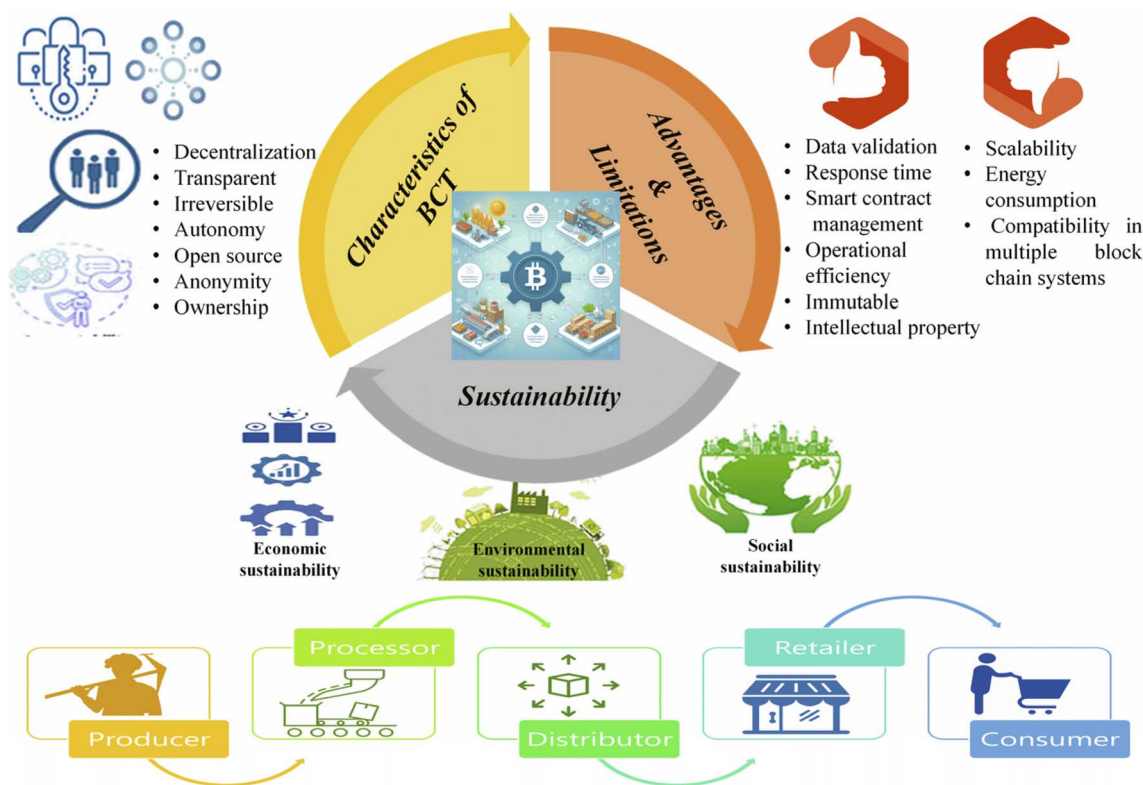 Characteristics of
BCT
Advantages
&
Limitations
Sustainability
• Decentralization
• Transparent
• Irreversible
• Autonomy
• Open source
• Anonymity
• Ownership
• Data validation
• Response time
• Smart contract
management
• Operational
efficiency
• Immutable
• Intellectual property
• Scalability
• Energy
consumption
• Compatibility in
multiple block
chain systems
Economic
sustainability
Environmental
sustainability
Social
sustainability
Producer
Processor
Distributor
Retailer
Consumer